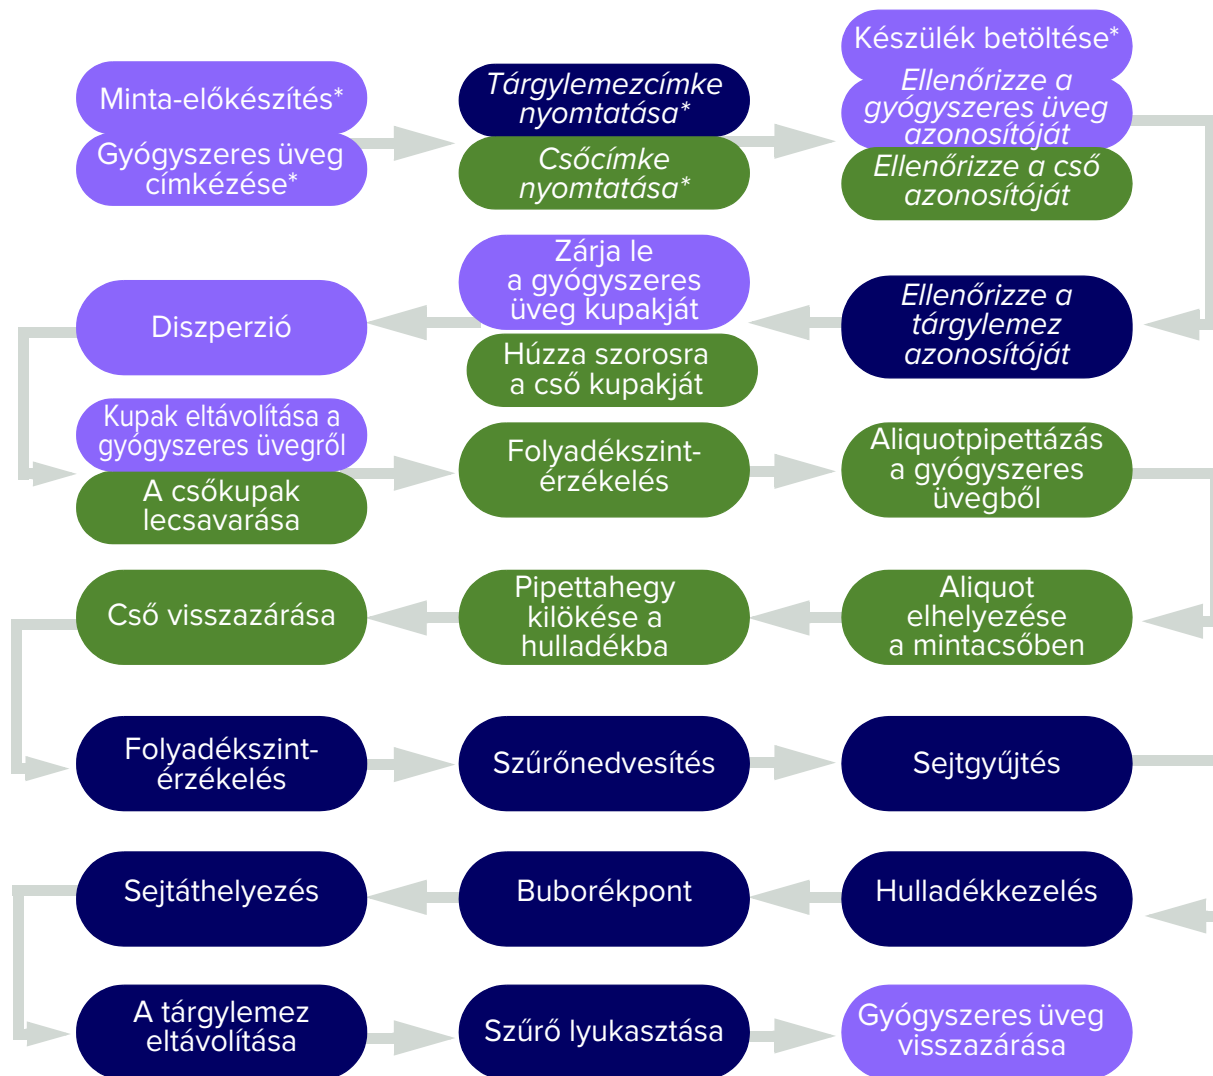 Minta-előkészítés*
Gyógyszeres üveg
címkézése*
Tárgylemezcímke
nyomtatása*
Csőcímke
nyomtatása*
Készülék betöltése*
Ellenőrizze a
gyógyszeres üveg
azonosítóját
Ellenőrizze a cső
azonosítóját
Ellenőrizze a
tárgylemez
azonosítóját
Zárja le
a gyógyszeres
üveg kupakját
Húzza szorosra
a cső kupakját
Diszperzió
Kupak eltávolítása a
gyógyszeres üvegről
A csőkupak
lecsavarása
Folyadékszint-
érzékelés
Aliquotpipettázás
a gyógyszeres
üvegből
Aliquot
elhelyezése
a mintacsőben
Pipettahegy
kilökése a
hulladékba
Cső visszazárása
Folyadékszint-
érzékelés
Szűrőnedvesítés
Sejtgyűjtés
Hulladékkezelés
Buborékpont
Sejtáthelyezés
A tárgylemez
eltávolítása
Szűrő lyukasztása
Gyógyszeres üveg
visszazárása